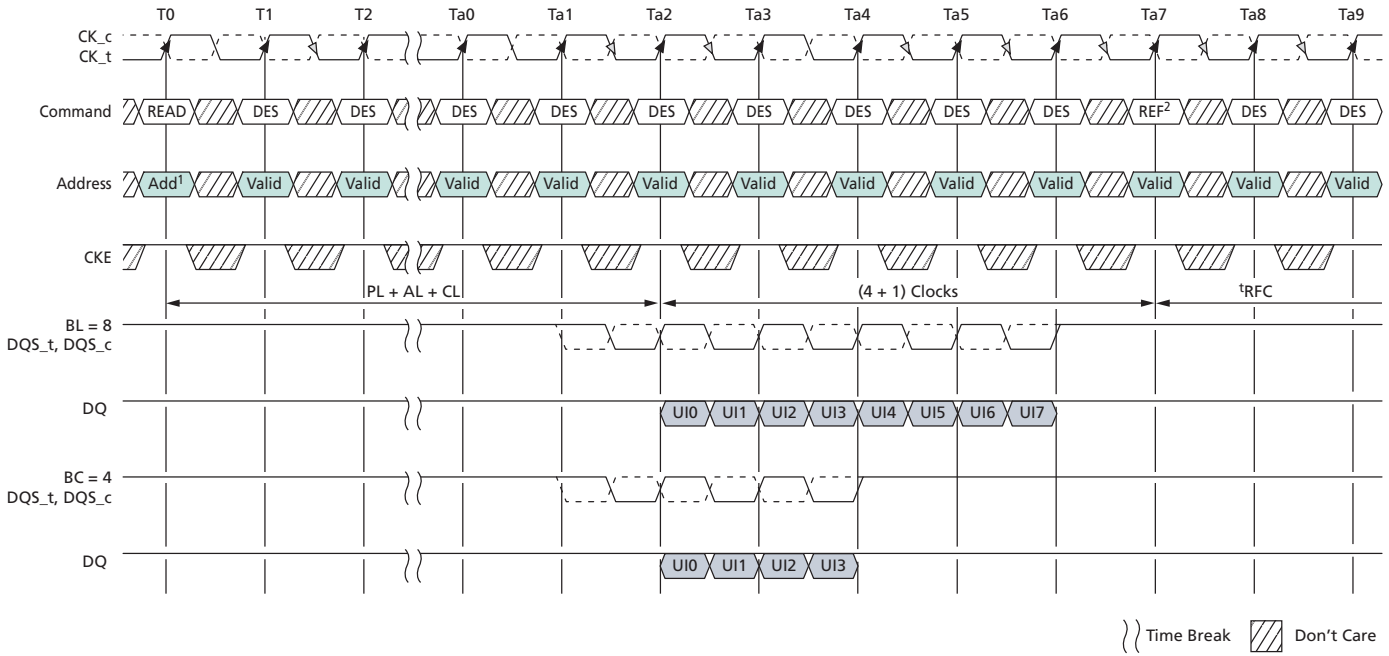 T0 T1 T2 Ta0 Ta1 Ta2 Ta3 Ta4 Ta5 Ta6 Ta7 Ta8 Ta9
CK_c
CK_t
Command READ DES DES DES DES DES DES DES DES DES REF² DES DES
Address Add¹ Valid Valid Valid Valid Valid Valid Valid Valid Valid Valid Valid Valid
CKE
PL + AL + CL (4 + 1) Clocks ᵗRFC
BL = 8
DQS_t, DQS_c
DQ UI0 UI1 UI2 UI3 UI4 UI5 UI6 UI7
BC = 4
DQS_t, DQS_c
DQ UI0 UI1 UI2 UI3
Time Break Don't Care